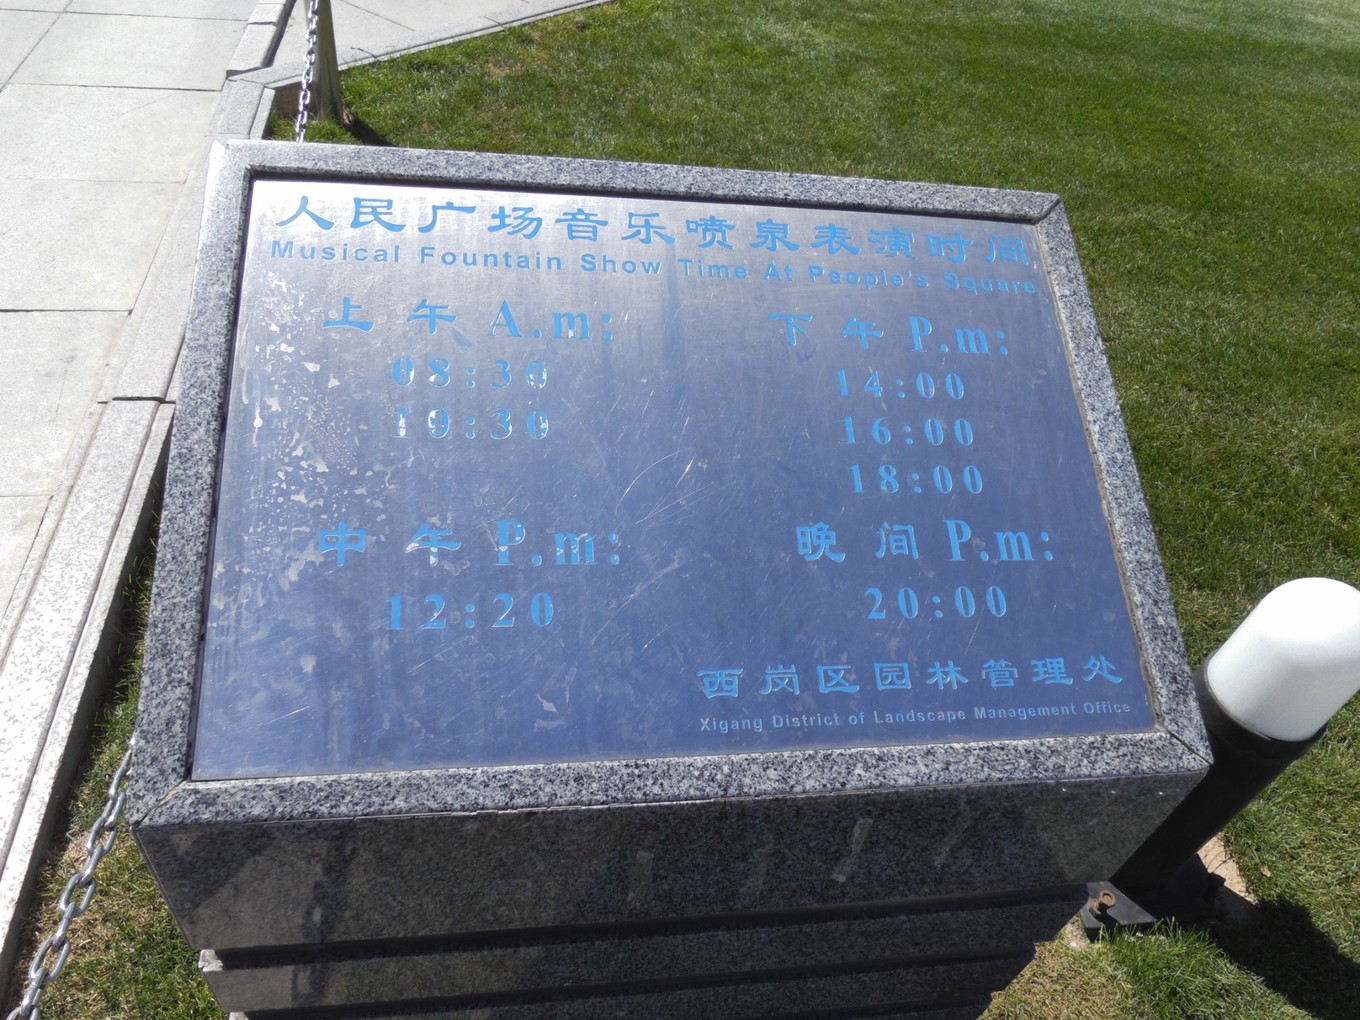 人民广场音乐喷泉表演时间
Musical Fountain Show Time At People's Square
上午 A.m:
08:30
10:30
中午 P.m:
12:20
下午 P.m:
14:00
16:00
18:00
晚间 P.m:
20:00
西岗区园林管理处
Xigang District of Landscape Management Office